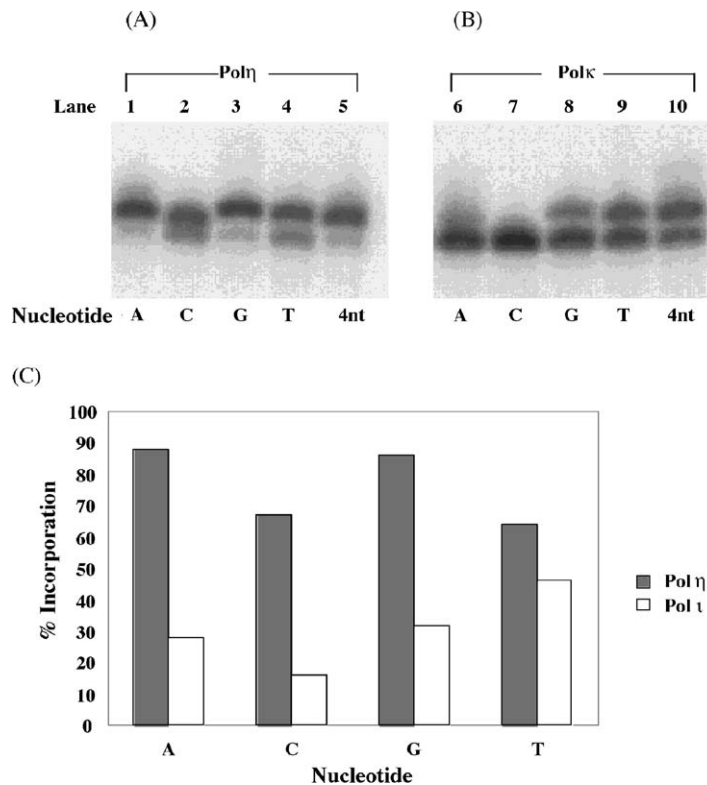 (A) (B)
Polη Polκ
Lane 1 2 3 4 5 6 7 8 9 10
Nucleotide A C G T 4nt A C G T 4nt
(C)
100
90
80
70
60
50
40
30
20
10
0
% Incorporation
Pol η
Pol ι
A C G T
Nucleotide